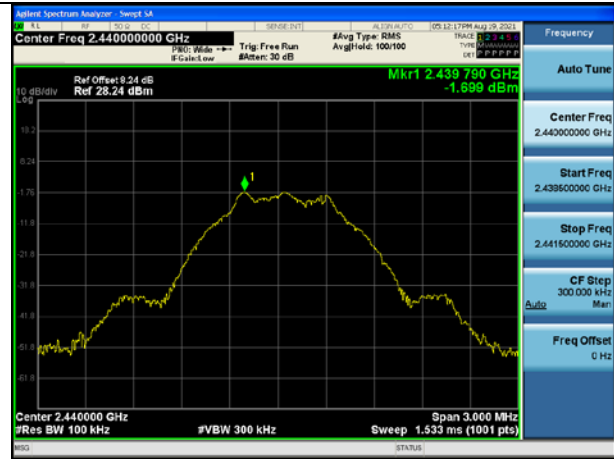 Agilent Spectrum Analyzer - Swept SA
RL RF 50 Ω DC SENSE:INT ALIGN AUTO 05:12:17PM Aug 19, 2021
Center Freq 2.440000000 GHz
PNO: Wide
IFGain:Low
Trig: Free Run
#Atten: 30 dB
#Avg Type: RMS
Avg|Hold: 100/100
TRACE 1 2 3 4 5 6
TYPE
DET P P P P P P
Ref Offset 8.24 dB
Ref 28.24 dBm
10 dB/div
Log
Mkr1 2.439 790 GHz
-1.699 dBm
18.2
8.24
-1.76
-11.8
-21.8
-31.8
-41.8
-51.8
-61.8
1
Center 2.440000 GHz
#Res BW 100 kHz
#VBW 300 kHz
Span 3.000 MHz
Sweep 1.533 ms (1001 pts)
MSG
STATUS
Frequency
Auto Tune
Center Freq
2.440000000 GHz
Start Freq
2.438500000 GHz
Stop Freq
2.441500000 GHz
CF Step
300.000 kHz
Auto Man
Freq Offset
0 Hz